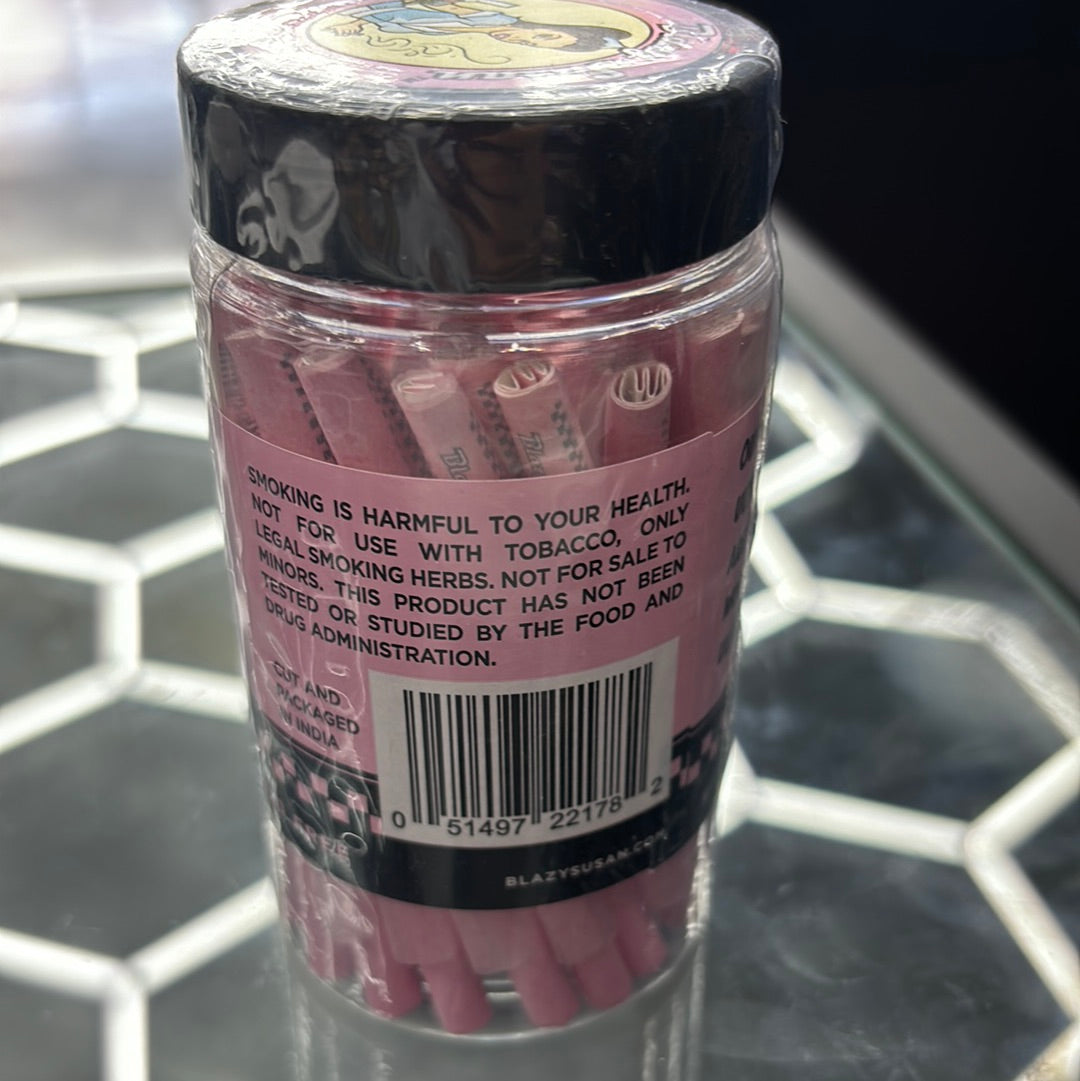 SMOKING IS HARMFUL TO YOUR HEALTH.
NOT FOR USE WITH TOBACCO, ONLY
LEGAL SMOKING HERBS. NOT FOR SALE TO
MINORS. THIS PRODUCT HAS NOT BEEN
TESTED OR STUDIED BY THE FOOD AND
DRUG ADMINISTRATION.
CUT AND
PACKAGED
IN INDIA
0 51497 22178 2
BLAZYSUSAN.COM